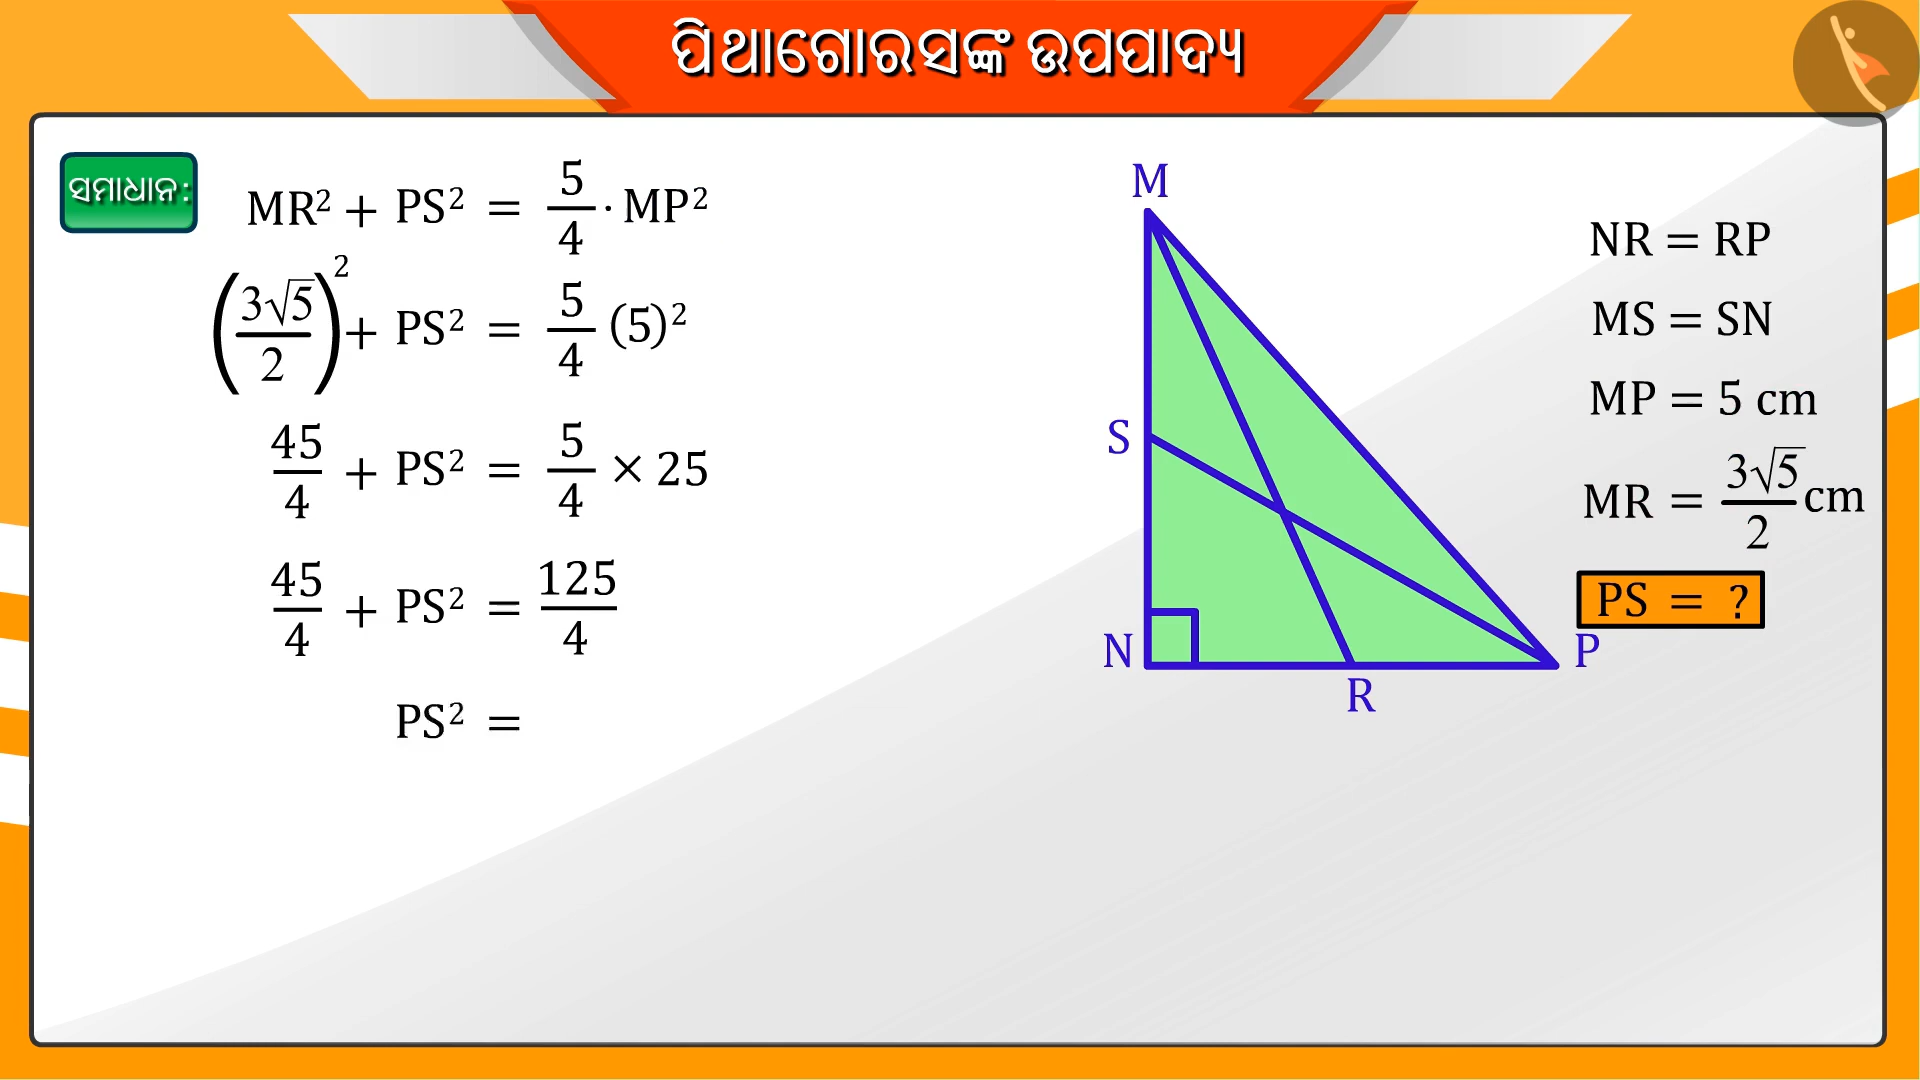 ପିଥାଗୋରସଙ୍କ ଉପପାଦ୍ୟ
ସମାଧାନ:
MR² + PS² = 5/4 · MP²
(3√5/2)² + PS² = 5/4 (5)²
45/4 + PS² = 5/4 × 25
45/4 + PS² = 125/4
PS² =
M
S
N
R
P
NR = RP
MS = SN
MP = 5 cm
MR = 3√5/2 cm
PS = ?